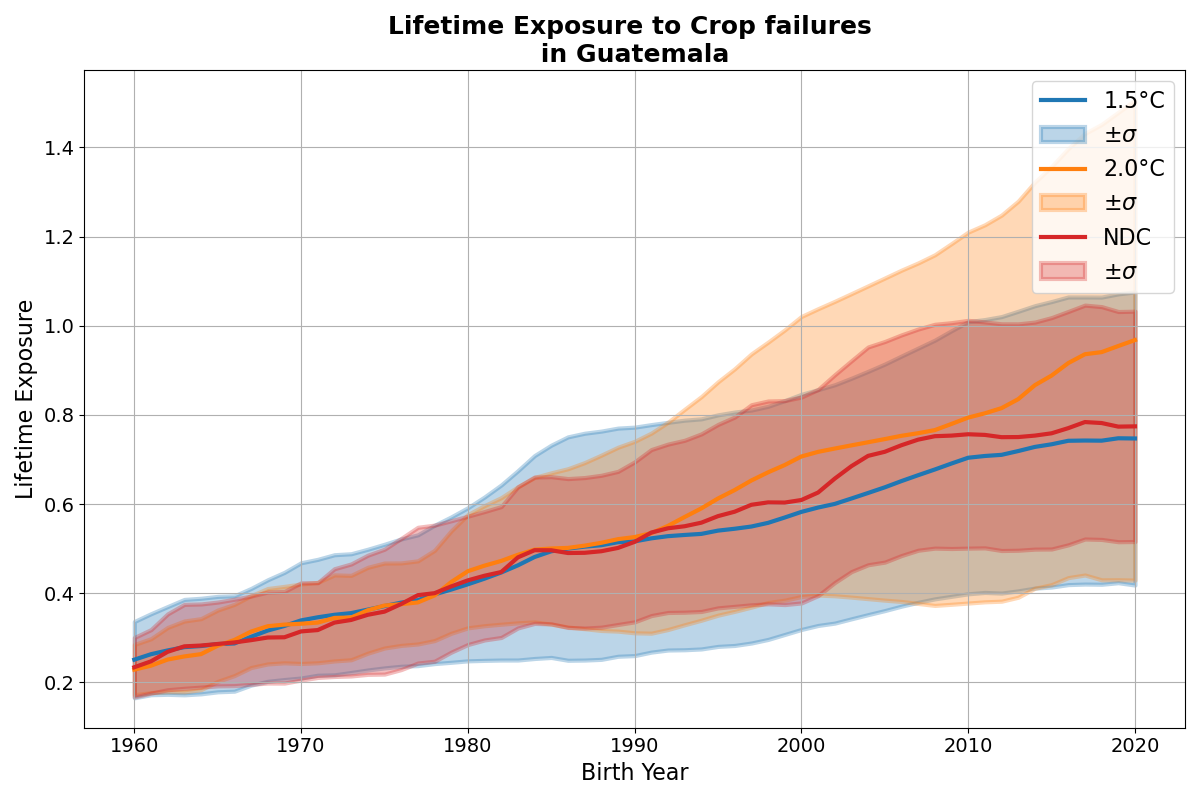 Lifetime Exposure to Crop failures
in Guatemala
Lifetime Exposure
1.4
1.2
1.0
0.8
0.6
0.4
0.2
1.5°C
±σ
2.0°C
±σ
NDC
±σ
1960 1970 1980 1990 2000 2010 2020
Birth Year